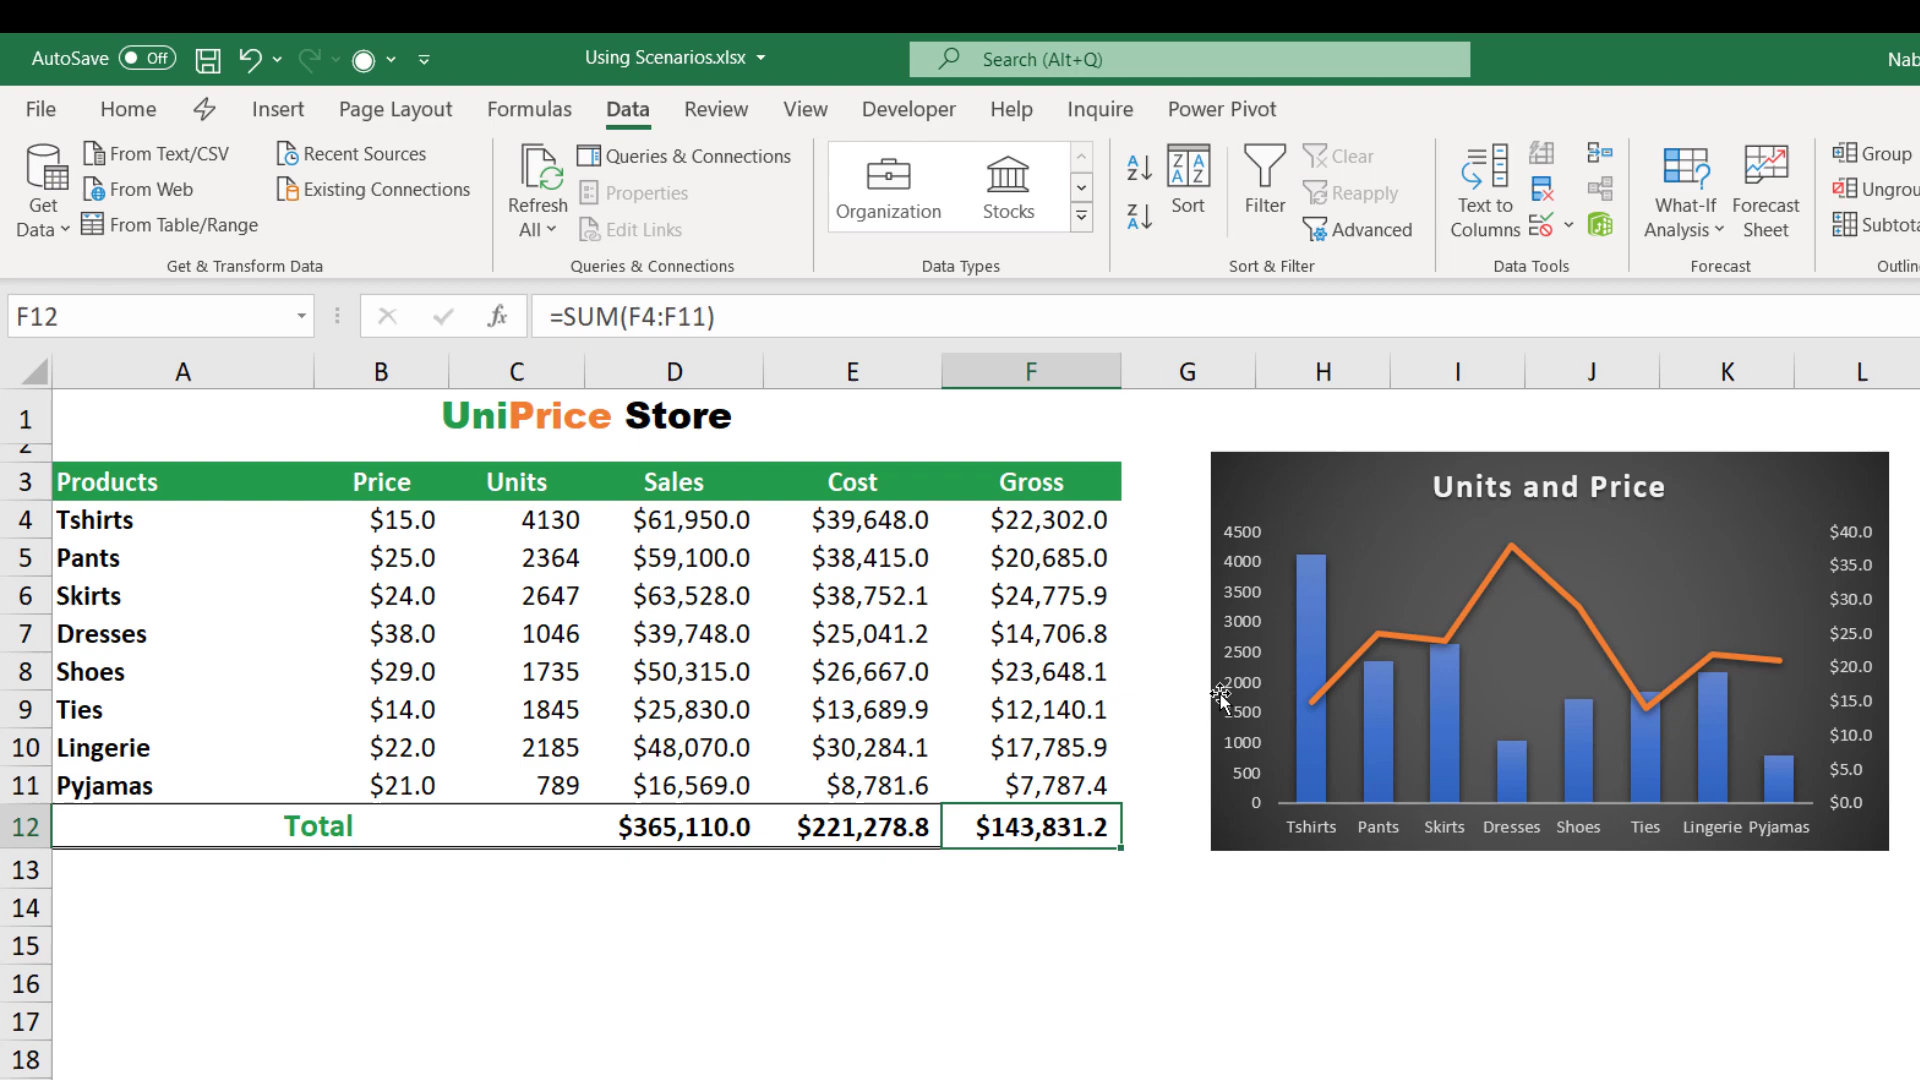 AutoSave Off Using Scenarios.xlsx Search (Alt+Q) Nab
File Home Insert Page Layout Formulas Data Review View Developer Help Inquire Power Pivot
Get Data
From Text/CSV
From Web
From Table/Range
Recent Sources
Existing Connections
Get & Transform Data
Refresh All
Queries & Connections
Properties
Edit Links
Queries & Connections
Organization Stocks
Data Types
Sort
Filter
Clear
Reapply
Advanced
Sort & Filter
Text to Columns
Data Tools
What-If Analysis
Forecast Sheet
Forecast
Group
Ungrou
Subtota
Outlin
F12 fx =SUM(F4:F11)
A B C D E F G H I J K L
1 UniPrice Store
2
3 Products Price Units Sales Cost Gross
4 Tshirts $15.0 4130 $61,950.0 $39,648.0 $22,302.0
5 Pants $25.0 2364 $59,100.0 $38,415.0 $20,685.0
6 Skirts $24.0 2647 $63,528.0 $38,752.1 $24,775.9
7 Dresses $38.0 1046 $39,748.0 $25,041.2 $14,706.8
8 Shoes $29.0 1735 $50,315.0 $26,667.0 $23,648.1
9 Ties $14.0 1845 $25,830.0 $13,689.9 $12,140.1
10 Lingerie $22.0 2185 $48,070.0 $30,284.1 $17,785.9
11 Pyjamas $21.0 789 $16,569.0 $8,781.6 $7,787.4
12 Total $365,110.0 $221,278.8 $143,831.2
13
14
15
16
17
18
Units and Price
4500
4000
3500
3000
2500
2000
1500
1000
500
0
$40.0
$35.0
$30.0
$25.0
$20.0
$15.0
$10.0
$5.0
$0.0
Tshirts Pants Skirts Dresses Shoes Ties Lingerie Pyjamas